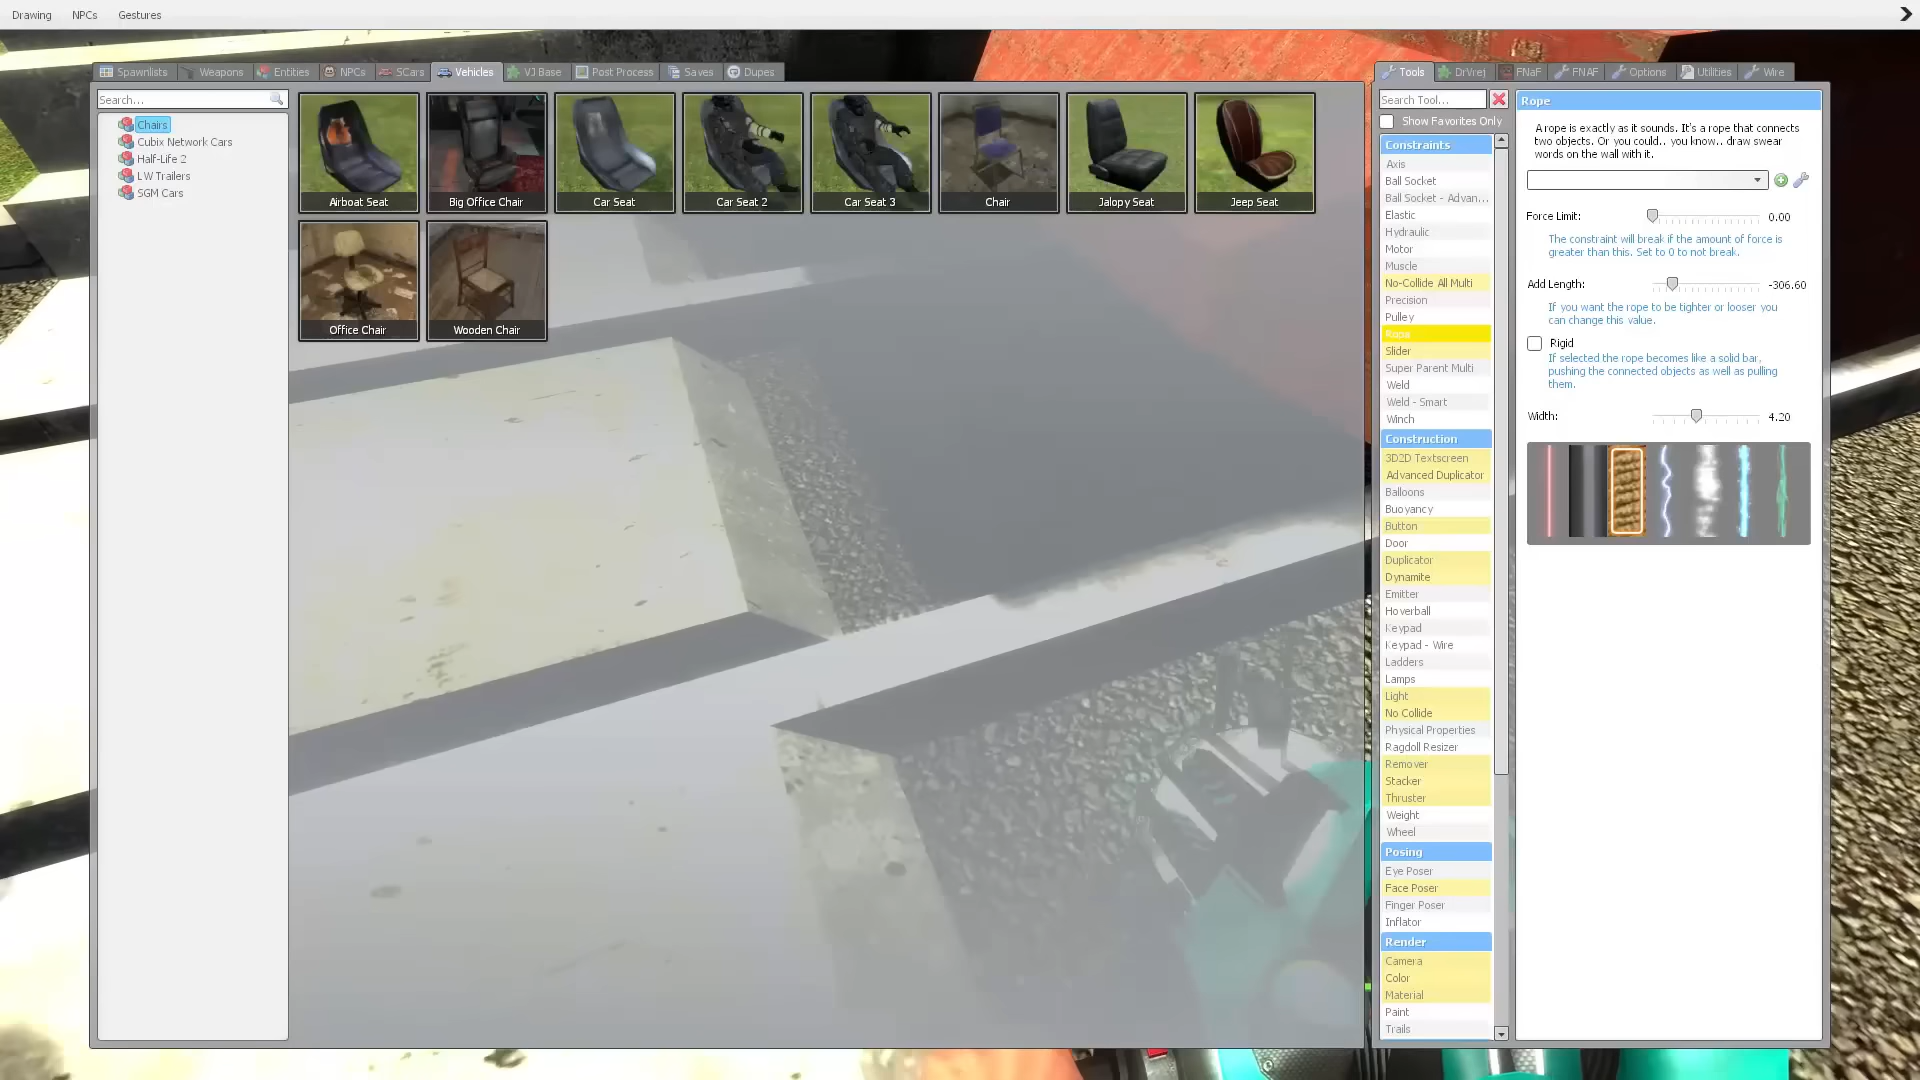 Drawing NPCs Gestures
Spawnlists Weapons Entities NPCs SCars Vehicles VJ Base Post Process Saves Dupes
Search...
Chairs
Cubix Network Cars
Half-Life 2
LW Trailers
SGM Cars
Airboat Seat Big Office Chair Car Seat Car Seat 2 Car Seat 3 Chair Jalopy Seat Jeep Seat
Office Chair Wooden Chair
Tools DrVrej FNaF FNAF Options Utilities Wire
Search Tool...
Show Favorites Only
Constraints
Axis
Ball Socket
Ball Socket - Advan...
Elastic
Hydraulic
Motor
Muscle
No-Collide All Multi
Precision
Pulley
Rope
Slider
Super Parent Multi
Weld
Weld - Smart
Winch
Construction
3D2D Textscreen
Advanced Duplicator
Balloons
Buoyancy
Button
Door
Duplicator
Dynamite
Emitter
Hoverball
Keypad
Keypad - Wire
Ladders
Lamps
Light
No Collide
Physical Properties
Ragdoll Resizer
Remover
Stacker
Thruster
Weight
Wheel
Posing
Eye Poser
Face Poser
Finger Poser
Inflator
Render
Camera
Color
Material
Paint
Trails
Rope
A rope is exactly as it sounds. It's a rope that connects
two objects. Or you could.. you know.. draw swear
words on the wall with it.
Force Limit: 0.00
The constraint will break if the amount of force is
greater than this. Set to 0 to not break.
Add Length: -306.60
If you want the rope to be tighter or looser you
can change this value.
Rigid
If selected the rope becomes like a solid bar,
pushing the connected objects as well as pulling
them.
Width: 4.20